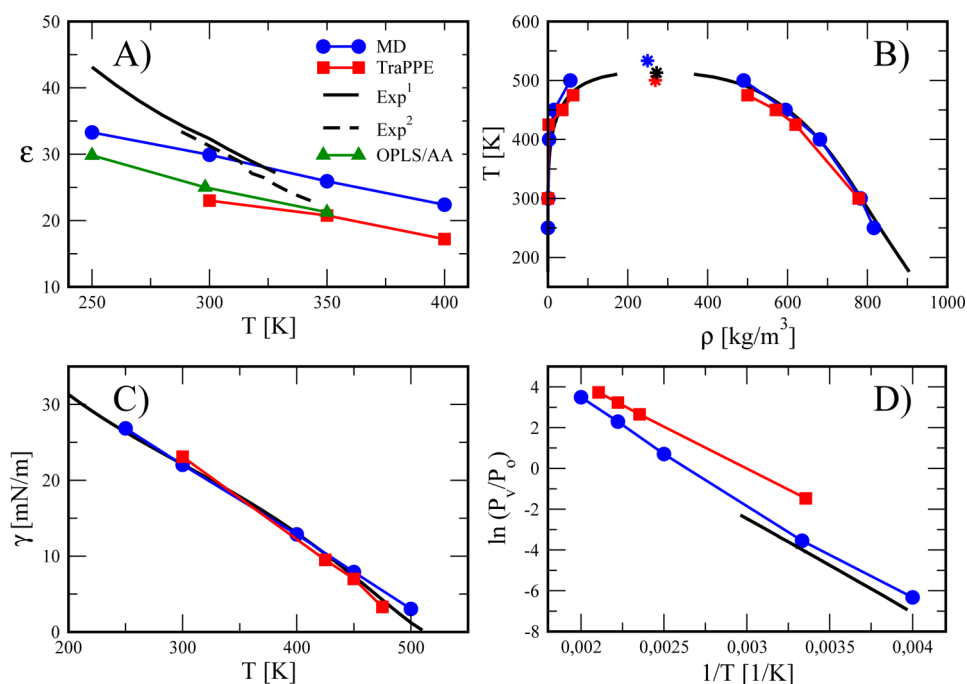 50
40
30
20
10
ε
A)
MD
TraPPE
Exp1
Exp2
OPLS/AA
250
300
350
400
T [K]
600
500
400
300
200
T [K]
B)
0
200
400
600
800
1000
ρ [kg/m3]
30
20
10
0
γ [mN/m]
C)
200
300
400
500
T [K]
4
2
0
-2
-4
-6
-8
ln (Pv/Po)
D)
0,002
0,0025
0,003
0,0035
0,004
1/T [1/K]